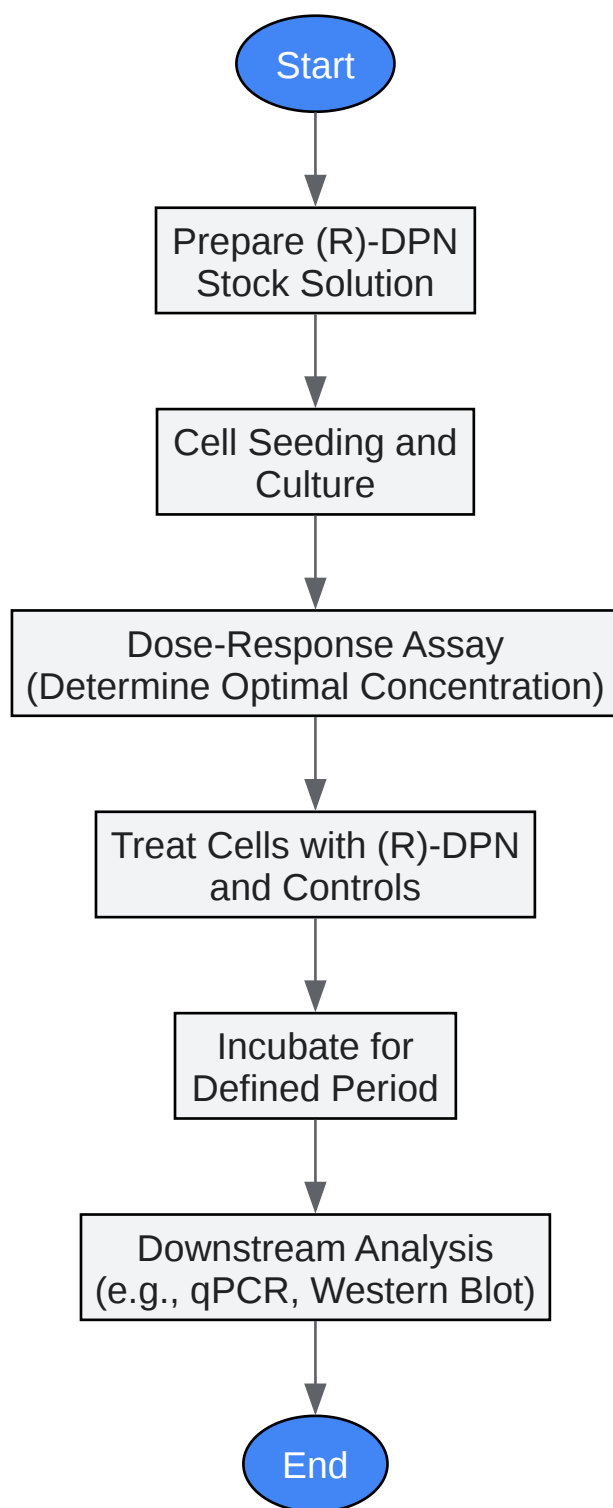 Start
Prepare (R)-DPN
Stock Solution
Cell Seeding and
Culture
Dose-Response Assay
(Determine Optimal Concentration)
Treat Cells with (R)-DPN
and Controls
Incubate for
Defined Period
Downstream Analysis
(e.g., qPCR, Western Blot)
End